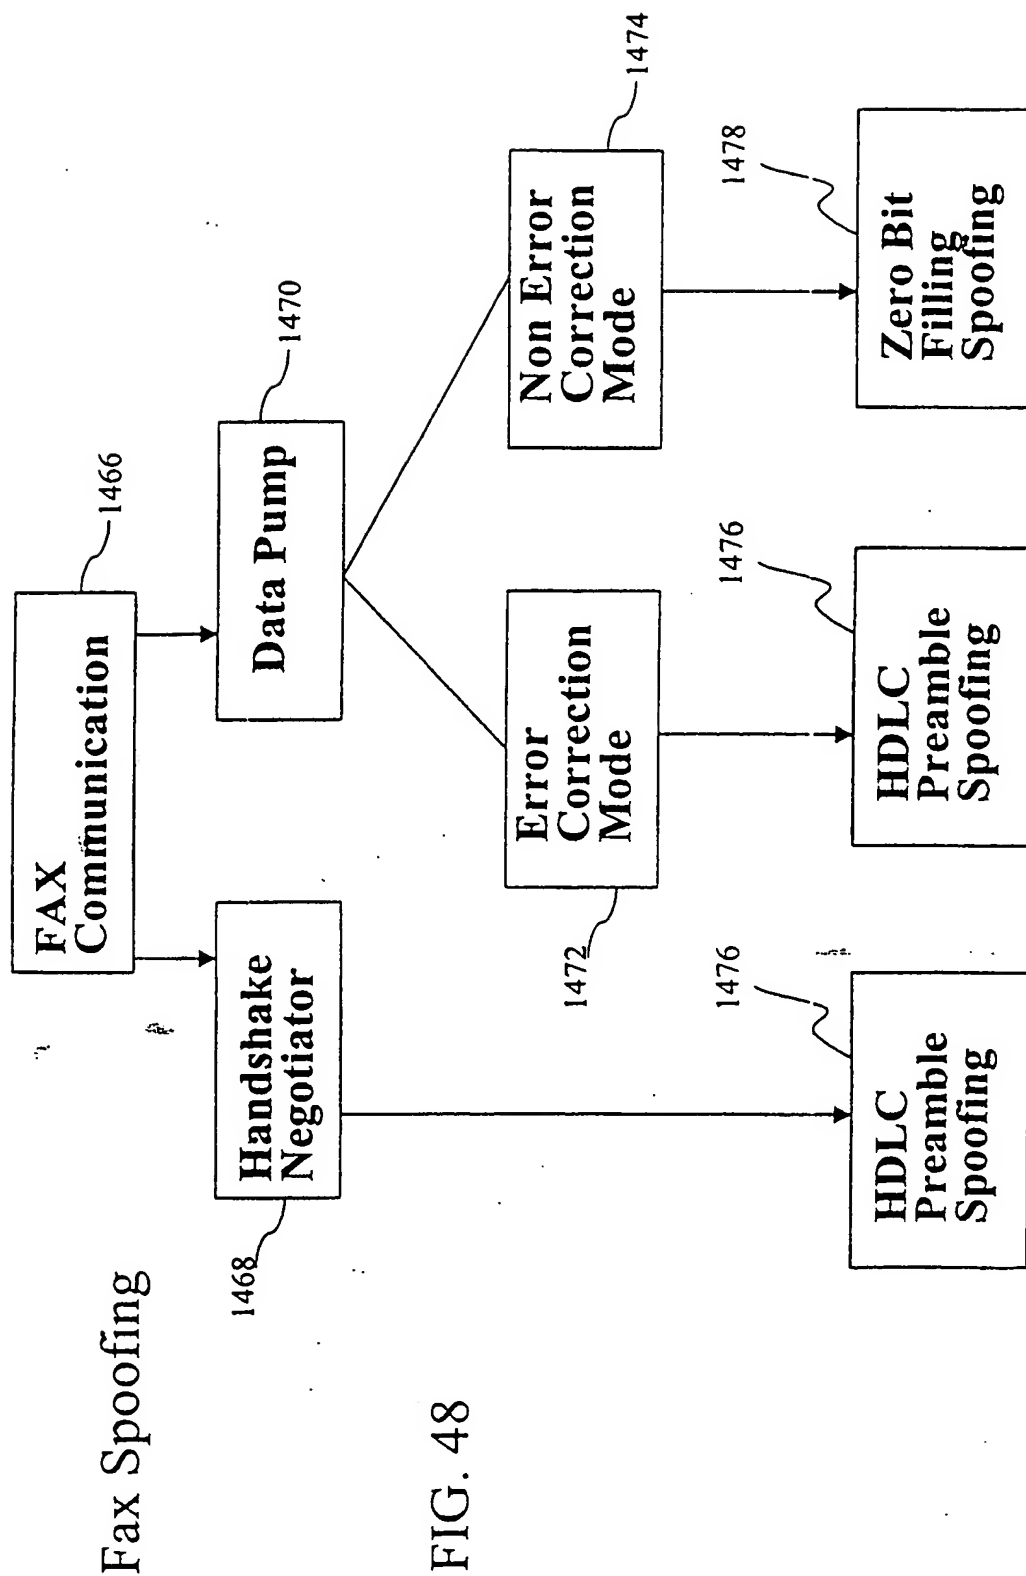 Fax Spoofing
FAX
Communication
1466
Handshake
Negotiator
1468
Data Pump
1470
Error
Correction
Mode
1472
Non Error
Correction
Mode
1474
HDLC
Preamble
Spoofing
1476
HDLC
Preamble
Spoofing
1476
Zero Bit
Filling
Spoofing
1478
FIG. 48